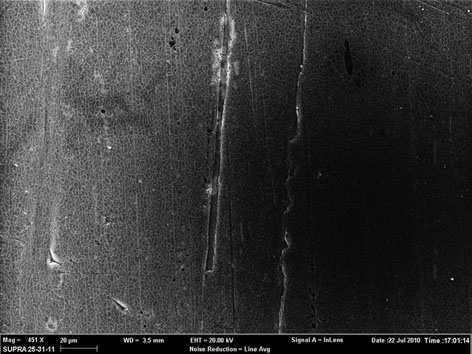 Mag = 451 X 20 µm WD = 3.5 mm EHT = 20.00 kV Signal A = InLens Date :22 Jul 2010 Time :17:01:14
SUPRA 25-31-11 Noise Reduction = Line Avg